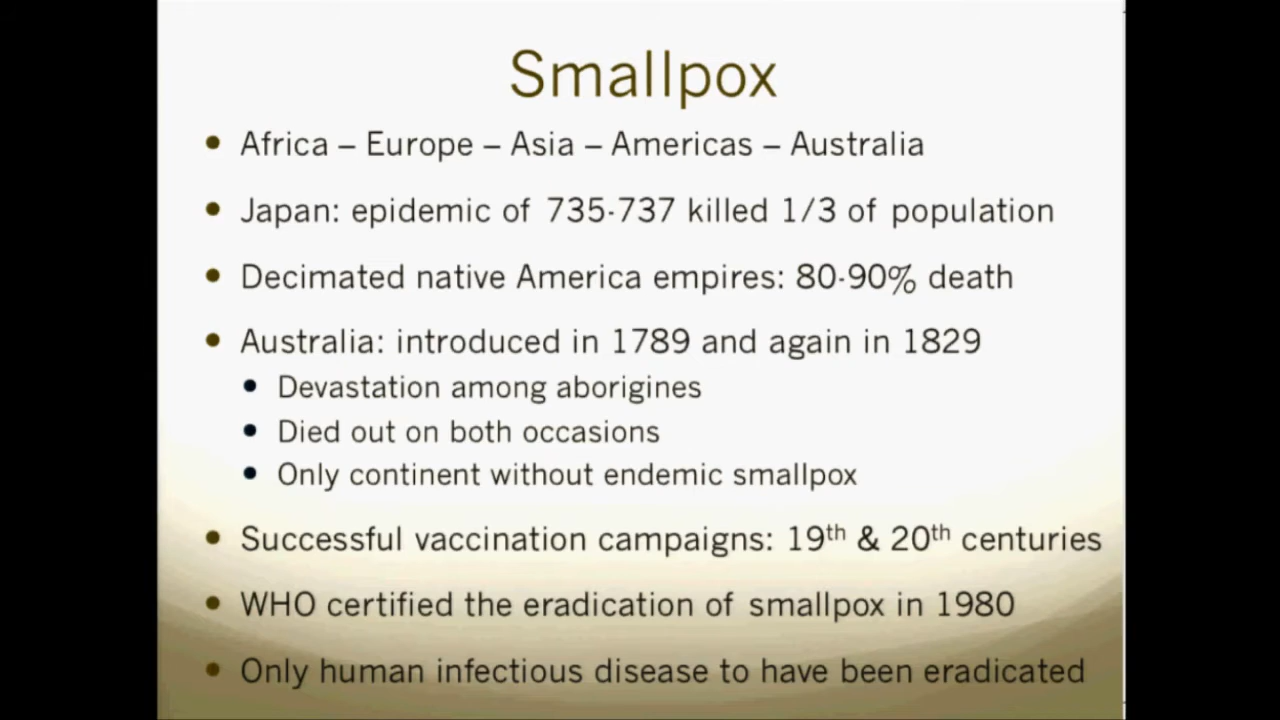 Smallpox
• Africa – Europe – Asia – Americas – Australia
• Japan: epidemic of 735-737 killed 1/3 of population
• Decimated native America empires: 80-90% death
• Australia: introduced in 1789 and again in 1829
• Devastation among aborigines
• Died out on both occasions
• Only continent without endemic smallpox
• Successful vaccination campaigns: 19th & 20th centuries
• WHO certified the eradication of smallpox in 1980
• Only human infectious disease to have been eradicated